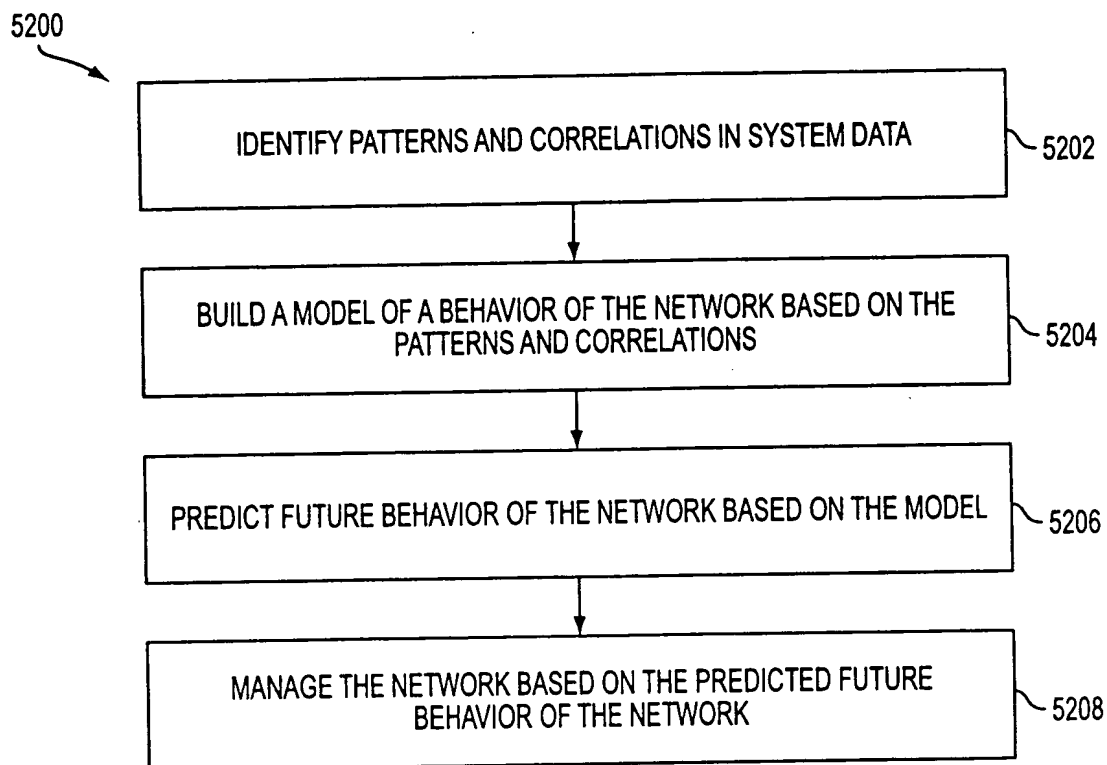 5200
IDENTIFY PATTERNS AND CORRELATIONS IN SYSTEM DATA
5202
BUILD A MODEL OF A BEHAVIOR OF THE NETWORK BASED ON THE
PATTERNS AND CORRELATIONS
5204
PREDICT FUTURE BEHAVIOR OF THE NETWORK BASED ON THE MODEL
5206
MANAGE THE NETWORK BASED ON THE PREDICTED FUTURE
BEHAVIOR OF THE NETWORK
5208